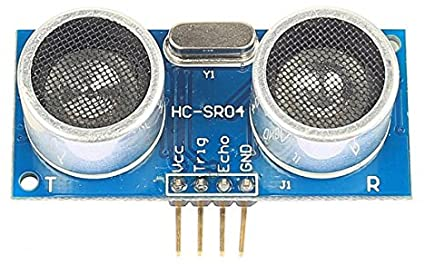 Y1
HC-SR04
Vcc
Trig
Echo
GND
T
J1
R